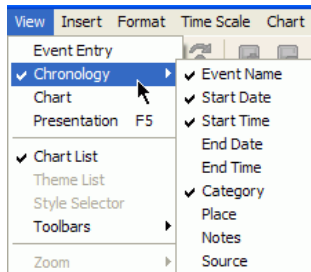 View Insert Format Time Scale Chart
Event Entry
Chronology
Chart
Presentation F5
Chart List
Theme List
Style Selector
Toolbars
Zoom
Event Name
Start Date
Start Time
End Date
End Time
Category
Place
Notes
Source